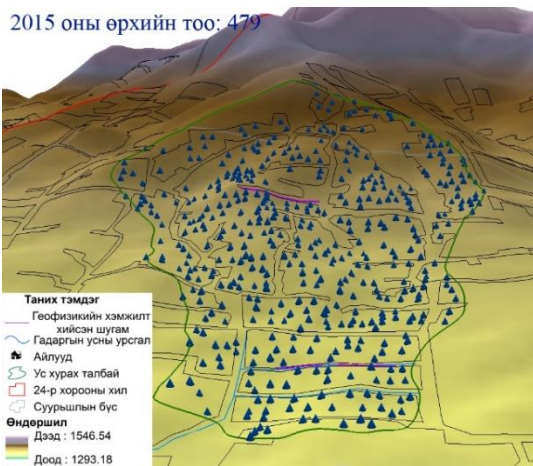 2015 оны өрхийн тоо: 479
Таних тэмдэг
Геофизикийн хэмжилт
хийсэн шугам
Гадаргын усны урсгал
Айлууд
Ус хурах талбай
24-р хорооны хил
Суурьшлын бүс
Өндөршил
Дээд : 1546.54
Доод : 1293.18